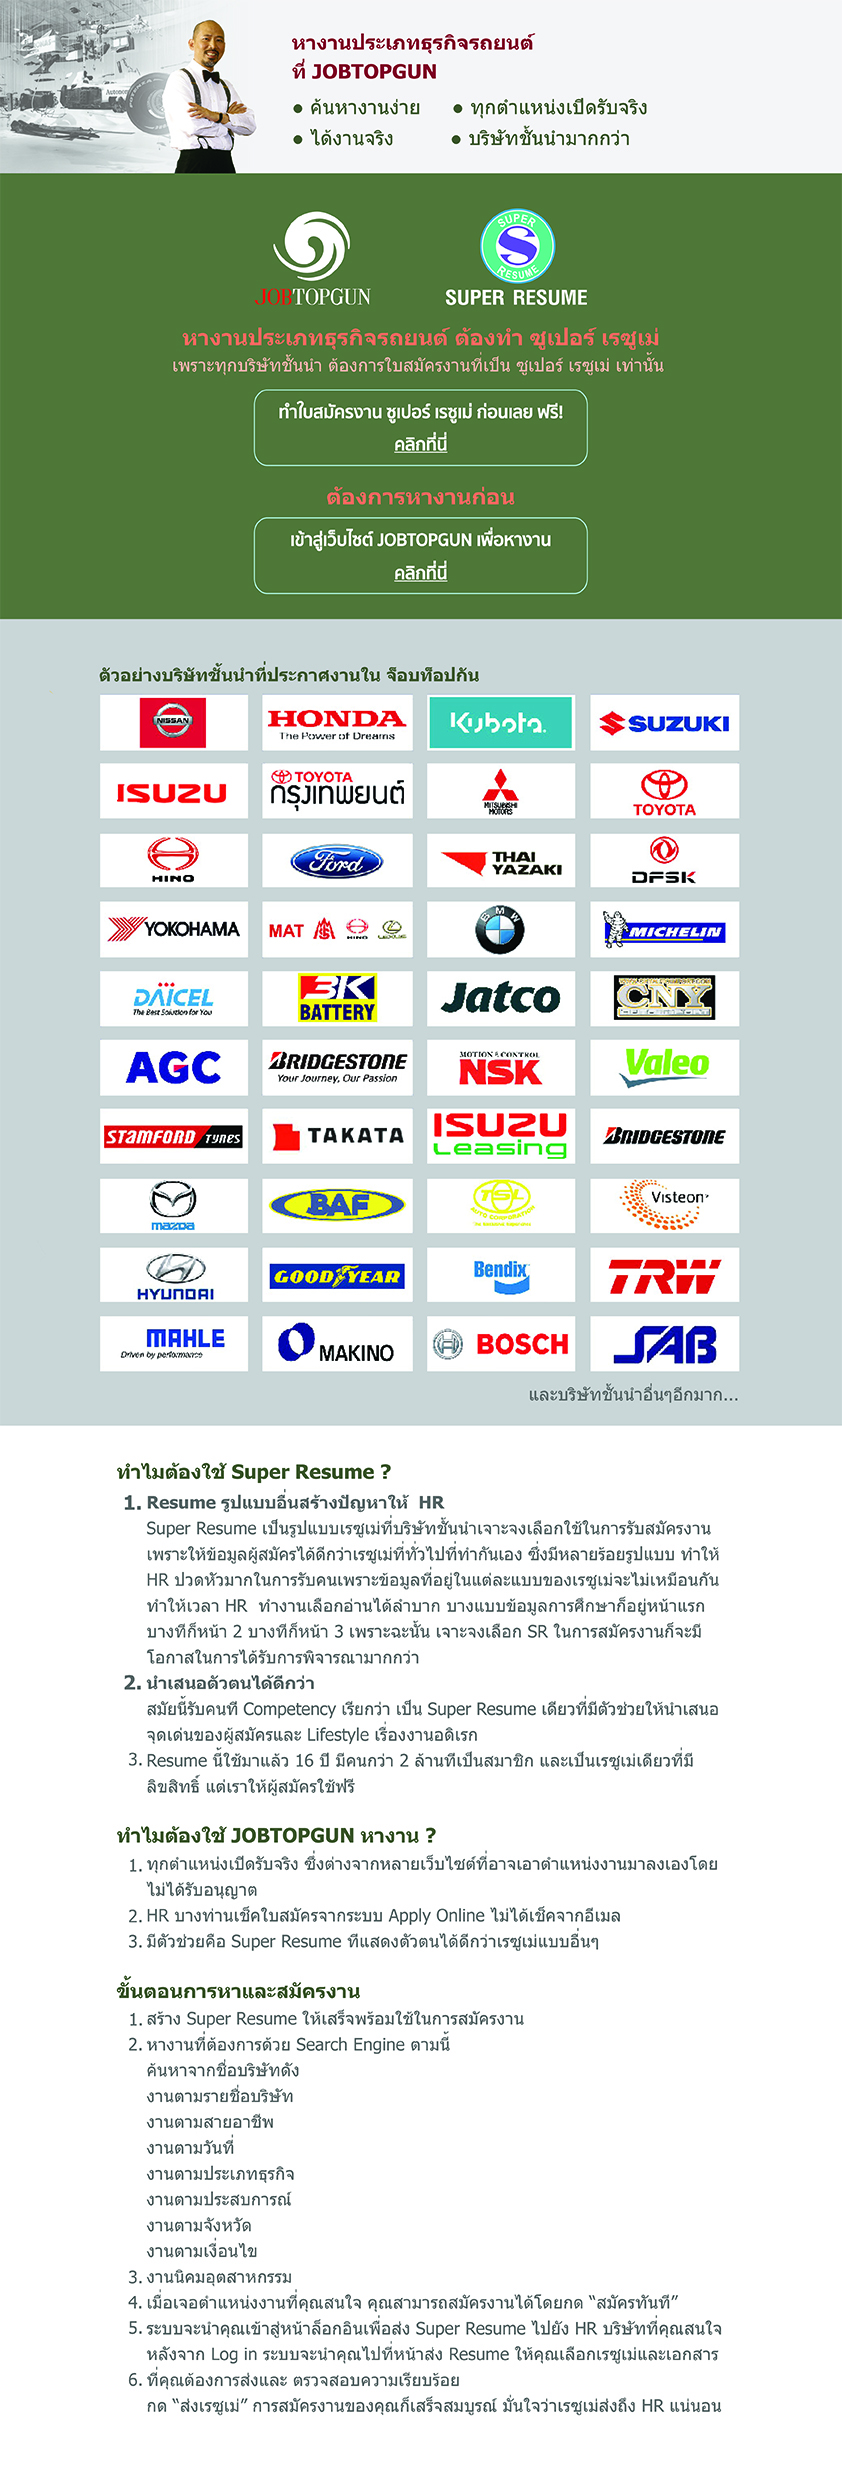 หางานประเภทธุรกิจรถยนต์
ที่ JOBTOPGUN
• ค้นหางานง่าย • ทุกตำแหน่งเปิดรับจริง
• ได้งานจริง • บริษัทชั้นนำมากกว่า
SUPER
S
RESUME
JOBTOPGUN SUPER RESUME
หางานประเภทธุรกิจรถยนต์ ต้องทำ ซูเปอร์ เรซูเม่
เพราะทุกบริษัทชั้นนำ ต้องการใบสมัครงานที่เป็น ซูเปอร์ เรซูเม่ เท่านั้น
ทำใบสมัครงาน ซูเปอร์ เรซูเม่ ก่อนเลย ฟรี!
คลิกที่นี่
ต้องการหางานก่อน
เข้าสู่เว็บไซต์ JOBTOPGUN เพื่อหางาน
คลิกที่นี่
ตัวอย่างบริษัทชั้นนำที่ประกาศงานใน จ็อบท็อปกัน
NISSAN
HONDA
The Power of Dreams
Kubota
SUZUKI
ISUZU
TOYOTA
กรุงเทพยนต์
MITSUBISHI
MOTORS
TOYOTA
HINO
Ford
THAI
YAZAKI
DFSK
YOKOHAMA
MAT HINO LEXUS
BMW
MICHELIN
DAICEL
The Best Solution for You
3K
BATTERY
Jatco
CNY
AGC
BRIDGESTONE
Your Journey, Our Passion
MOTION & CONTROL
NSK
Valeo
STAMFORD TYRES
TAKATA
ISUZU
Leasing
BRIDGESTONE
mazda
BAF
TSL
AUTO CORPORATION
Visteon
HYUNDAI
GOODYEAR
Bendix
TRW
MAHLE
Driven by performance
MAKINO
BOSCH
SAB
และบริษัทชั้นนำอื่นๆอีกมาก...
ทำไมต้องใช้ Super Resume ?
1. Resume รูปแบบอื่นสร้างปัญหาให้ HR
Super Resume เป็นรูปแบบเรซูเม่ที่บริษัทชั้นนำเจาะจงเลือกใช้ในการรับสมัครงาน
เพราะให้ข้อมูลผู้สมัครได้ดีกว่าเรซูเม่ที่ทั่วไปที่ทำกันเอง ซึ่งมีหลายร้อยรูปแบบ ทำให้
HR ปวดหัวมากในการรับคนเพราะข้อมูลที่อยู่ในแต่ละแบบของเรซูเม่จะไม่เหมือนกัน
ทำให้เวลา HR ทำงานเลือกอ่านได้ลำบาก บางแบบข้อมูลการศึกษาก็อยู่หน้าแรก
บางทีก็หน้า 2 บางทีก็หน้า 3 เพราะฉะนั้น เจาะจงเลือก SR ในการสมัครงานก็จะมี
โอกาสในการได้รับการพิจารณามากกว่า
2. นำเสนอตัวตนได้ดีกว่า
สมัยนี้รับคนที Competency เรียกว่า เป็น Super Resume เดียวที่มีตัวช่วยให้นำเสนอ
จุดเด่นของผู้สมัครและ Lifestyle เรื่องงานอดิเรก
3. Resume นี้ใช้มาแล้ว 16 ปี มีคนกว่า 2 ล้านทีเป็นสมาชิก และเป็นเรซูเม่เดียวที่มี
ลิขสิทธิ์ แต่เราให้ผู้สมัครใช้ฟรี
ทำไมต้องใช้ JOBTOPGUN หางาน ?
1. ทุกตำแหน่งเปิดรับจริง ซึ่งต่างจากหลายเว็บไซต์ที่อาจเอาตำแหน่งงานมาลงเองโดย
ไม่ได้รับอนุญาต
2. HR บางท่านเช็คใบสมัครจากระบบ Apply Online ไม่ได้เช็คจากอีเมล
3. มีตัวช่วยคือ Super Resume ทีแสดงตัวตนได้ดีกว่าเรซูเม่แบบอื่นๆ
ขั้นตอนการหาและสมัครงาน
1. สร้าง Super Resume ให้เสร็จพร้อมใช้ในการสมัครงาน
2. หางานที่ต้องการด้วย Search Engine ตามนี้
ค้นหาจากชื่อบริษัทดัง
งานตามรายชื่อบริษัท
งานตามสายอาชีพ
งานตามวันที่
งานตามประเภทธุรกิจ
งานตามประสบการณ์
งานตามจังหวัด
งานตามเงื่อนไข
3. งานนิคมอุตสาหกรรม
4. เมื่อเจอตำแหน่งงานที่คุณสนใจ คุณสามารถสมัครงานได้โดยกด “สมัครทันที”
5. ระบบจะนำคุณเข้าสู่หน้าล็อกอินเพื่อส่ง Super Resume ไปยัง HR บริษัทที่คุณสนใจ
หลังจาก Log in ระบบจะนำคุณไปที่หน้าส่ง Resume ให้คุณเลือกเรซูเม่และเอกสาร
6. ที่คุณต้องการส่งและ ตรวจสอบความเรียบร้อย
กด “ส่งเรซูเม่” การสมัครงานของคุณก็เสร็จสมบูรณ์ มั่นใจว่าเรซูเม่ส่งถึง HR แน่นอน